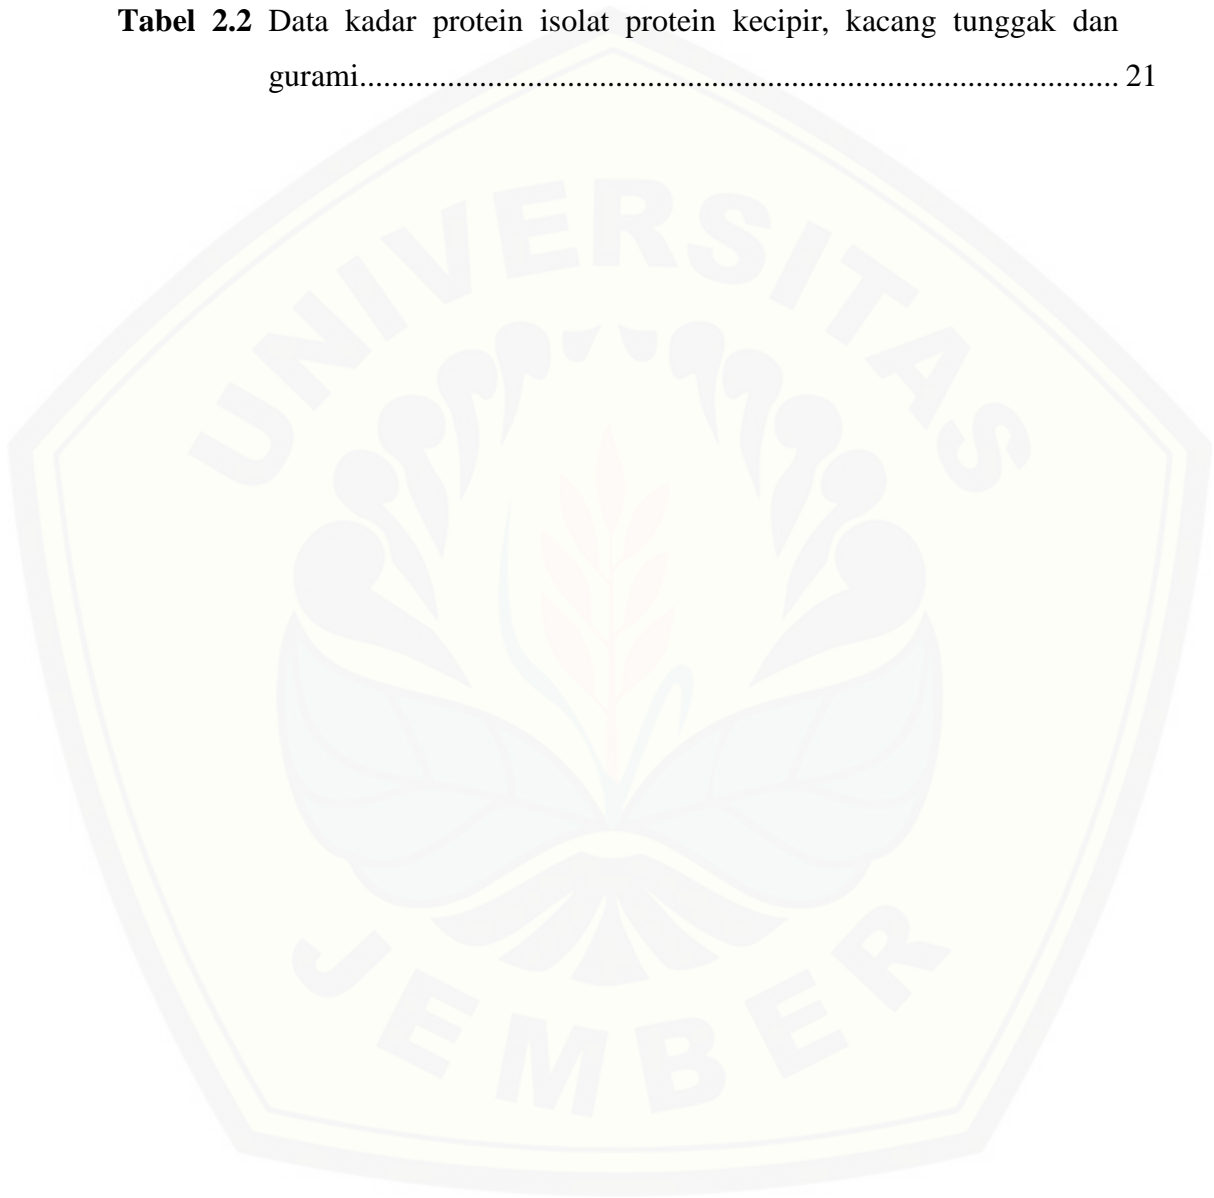 Tabel 2.2 Data kadar protein isolat protein kecipir, kacang tunggak dan
gurami............................................................................................... 21
UNIVERSITAS
JEMBER